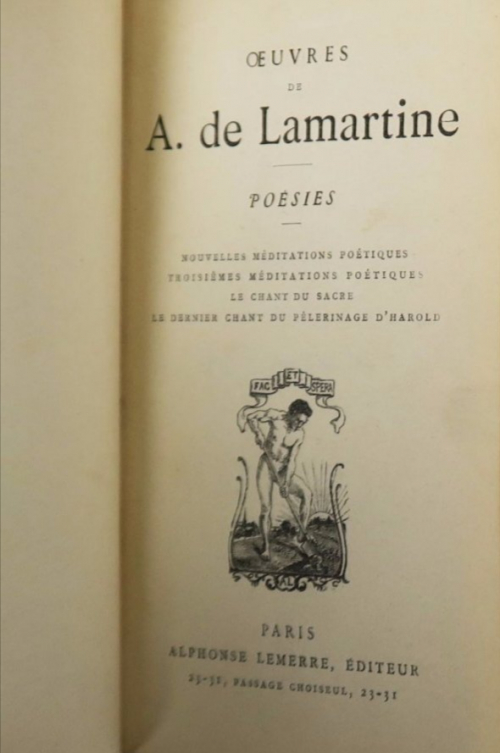 ŒUVRES
DE
A. de Lamartine
POÉSIES
NOUVELLES MÉDITATIONS POÉTIQUES
TROISIÈMES MÉDITATIONS POÉTIQUES
LE CHANT DU SACRE
LE DERNIER CHANT DU PÈLERINAGE D'HAROLD
FAC ET SPERA
AL
PARIS
ALPHONSE LEMERRE, ÉDITEUR
23-31, PASSAGE CHOISEUL, 23-31